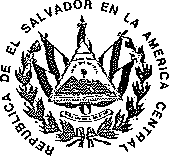 REPUBLICA DE EL SALVADOR EN LA AMERICA CENTRAL